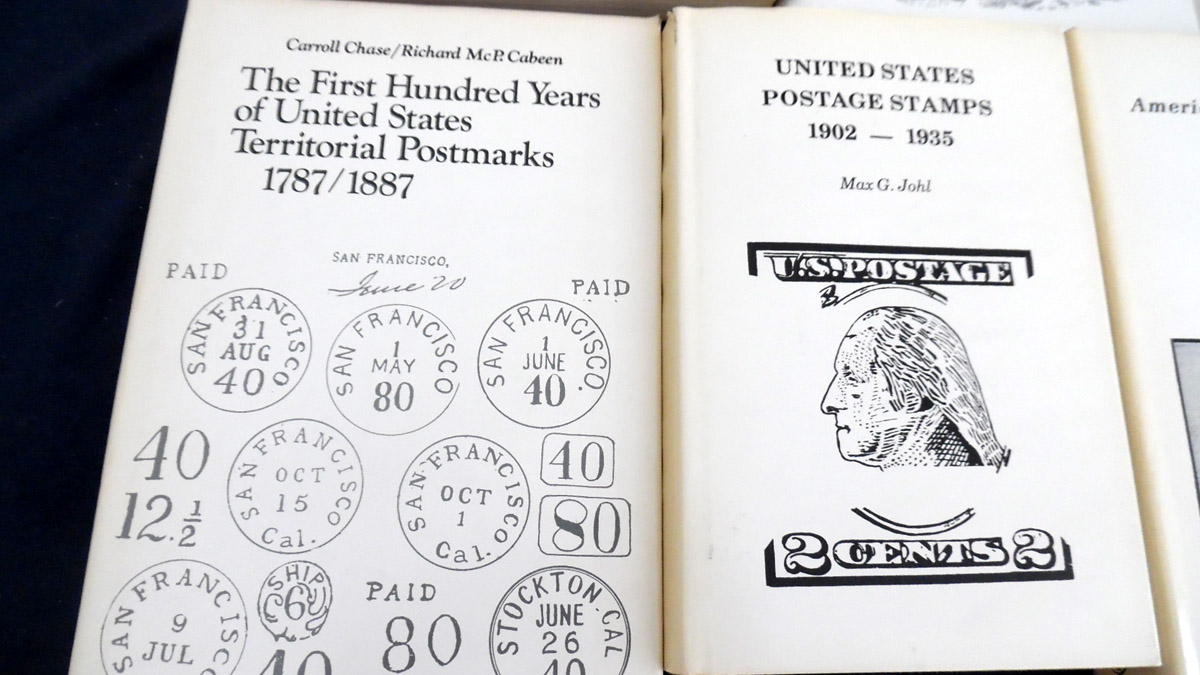 Carroll Chase/Richard McP. Cabeen
The First Hundred Years
of United States
Territorial Postmarks
1787/1887
SAN FRANCISCO,
June 20
PAID
PAID
SAN FRANCISCO
31
AUG
40
SAN FRANCISCO
1
MAY
80
SAN FRANCISCO.
1
JUNE
40
40
12.½
SAN FRANCISCO
OCT
15
Cal.
SAN FRANCISCO
OCT
1
Cal.
40
80
SAN FRANCISCO
9
JUL
SHIP
6
40
PAID
80
STOCKTON-CAL
JUNE
26
40
UNITED STATES
POSTAGE STAMPS
1902 — 1935
Max G. Johl
U.S. POSTAGE
2 CENTS 2